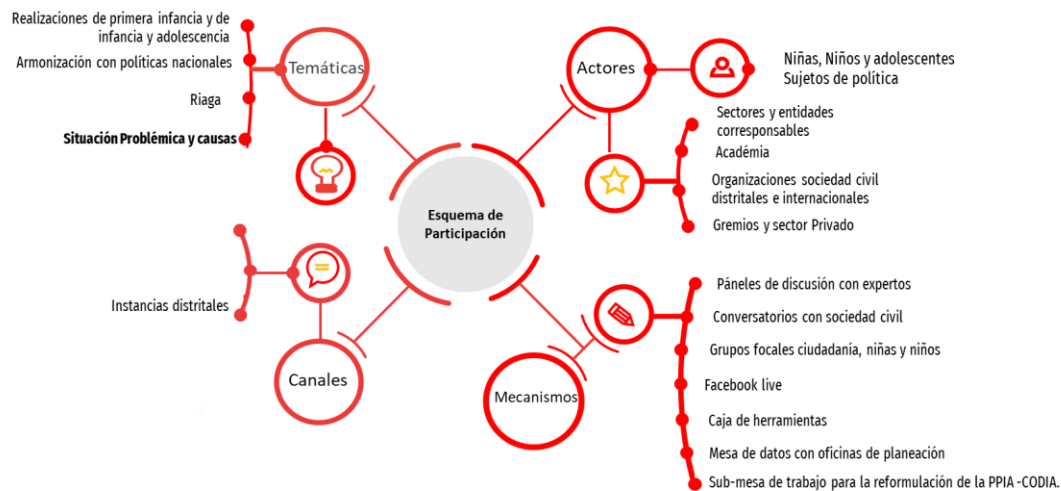 Realizaciones de primera infancia y de
infancia y adolescencia
Armonización con políticas nacionales
Riaga
Situación Problémica y causas
Temáticas
Actores
Niñas, Niños y adolescentes
Sujetos de política
Sectores y entidades
corresponsables
Académia
Organizaciones sociedad civil
distritales e internacionales
Gremios y sector Privado
Esquema de
Participación
Instancias distritales
Canales
Mecanismos
Páneles de discusión con expertos
Conversatorios con sociedad civil
Grupos focales ciudadanía, niñas y niños
Facebook live
Caja de herramientas
Mesa de datos con oficinas de planeación
Sub-mesa de trabajo para la reformulación de la PPIA -CODIA.